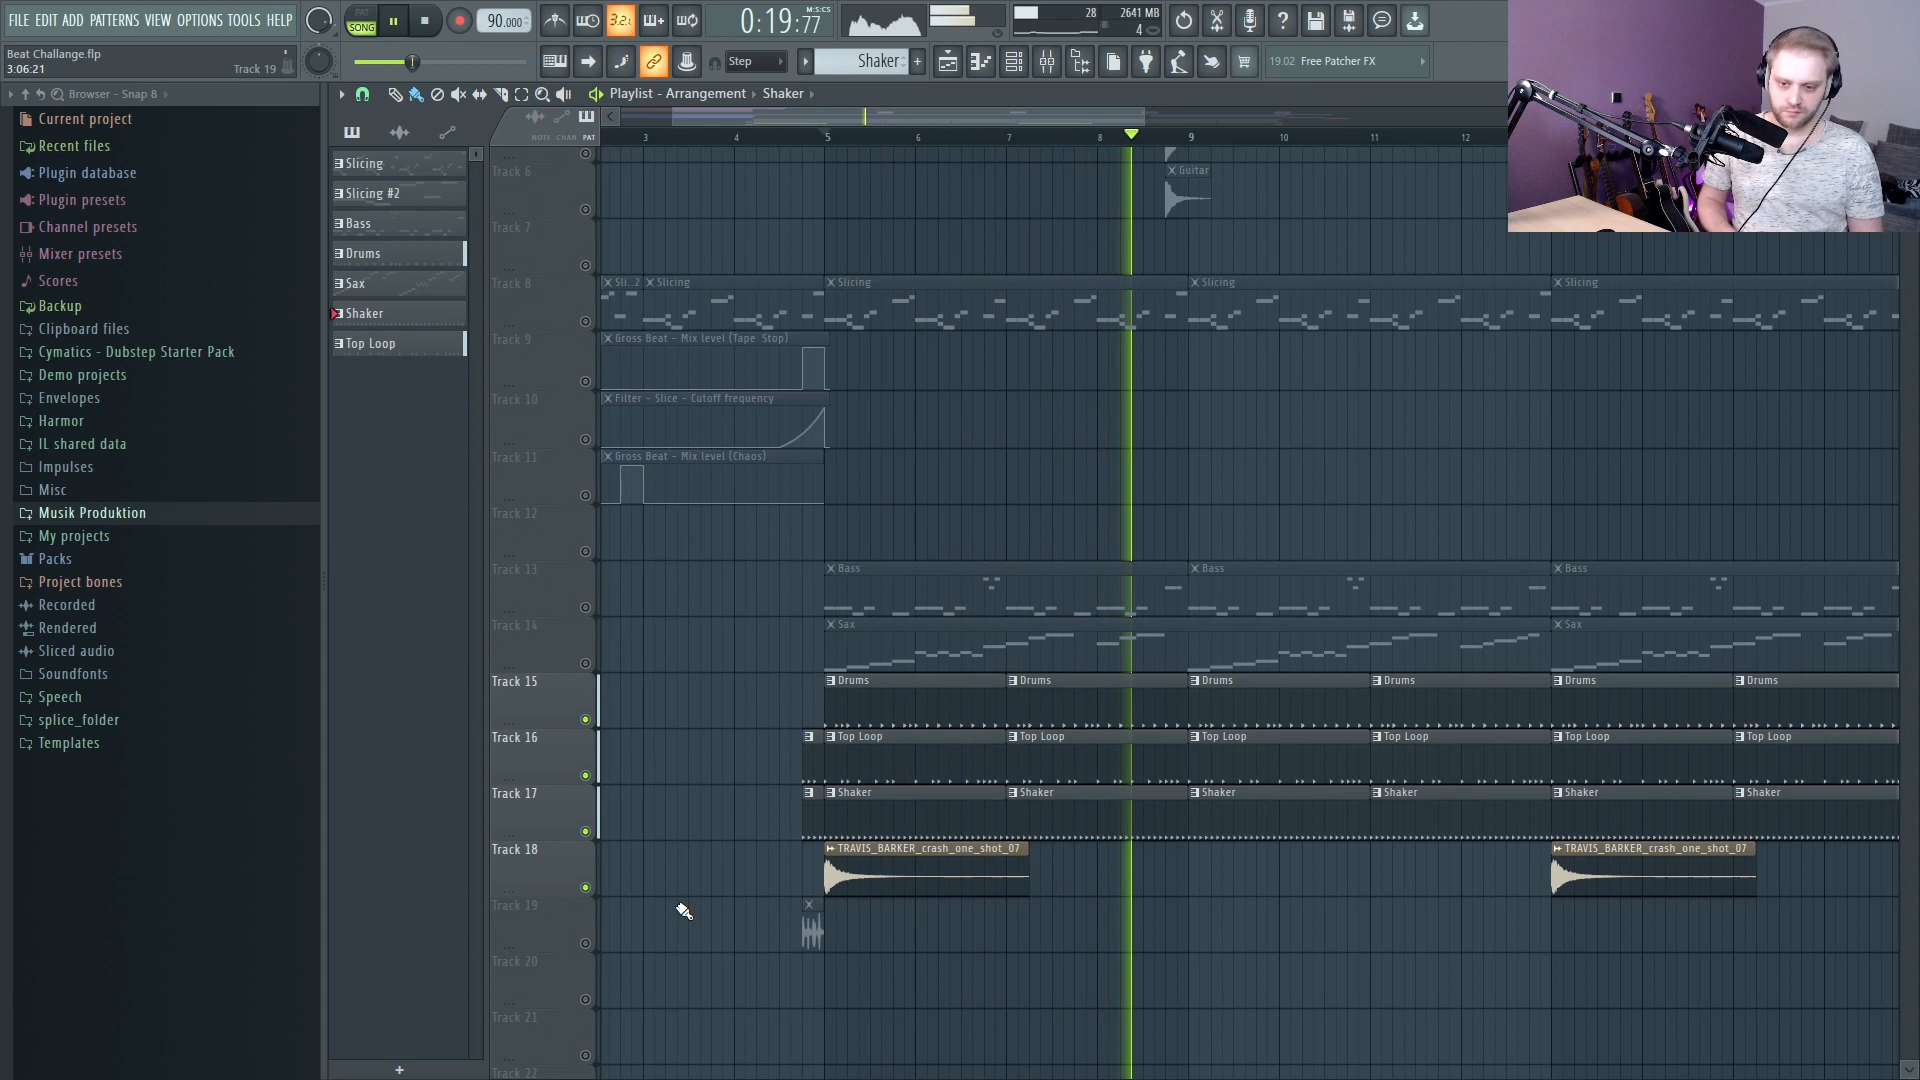 FILE EDIT ADD PATTERNS VIEW OPTIONS TOOLS HELP
PAT
SONG
90.000
3.2.
0:19:77
M:S:CS
28
2641 MB
4
Beat Challange.flp
3:06:21
Track 19
Step
Shaker
19.02 Free Patcher FX
Browser - Snap 8
Playlist - Arrangement
Shaker
Current project
Recent files
Plugin database
Plugin presets
Channel presets
Mixer presets
Scores
Backup
Clipboard files
Cymatics - Dubstep Starter Pack
Demo projects
Envelopes
Harmor
IL shared data
Impulses
Misc
Musik Produktion
My projects
Packs
Project bones
Recorded
Rendered
Sliced audio
Soundfonts
Speech
splice_folder
Templates
Slicing
Slicing #2
Bass
Drums
Sax
Shaker
Top Loop
NOTE CHAN PAT
3 4 5 6 7 8 9 10 11 12
Track 6
Guitar
Track 7
Track 8
Sli..2
Slicing
Slicing
Slicing
Slicing
Track 9
Gross Beat - Mix level (Tape Stop)
Track 10
Filter - Slice - Cutoff frequency
Track 11
Gross Beat - Mix level (Chaos)
Track 12
Track 13
Bass
Bass
Bass
Track 14
Sax
Sax
Track 15
Drums
Drums
Drums
Drums
Drums
Drums
Track 16
Top Loop
Top Loop
Top Loop
Top Loop
Top Loop
Top Loop
Track 17
Shaker
Shaker
Shaker
Shaker
Shaker
Shaker
Track 18
TRAVIS_BARKER_crash_one_shot_07
TRAVIS_BARKER_crash_one_shot_07
Track 19
Track 20
Track 21
Track 22